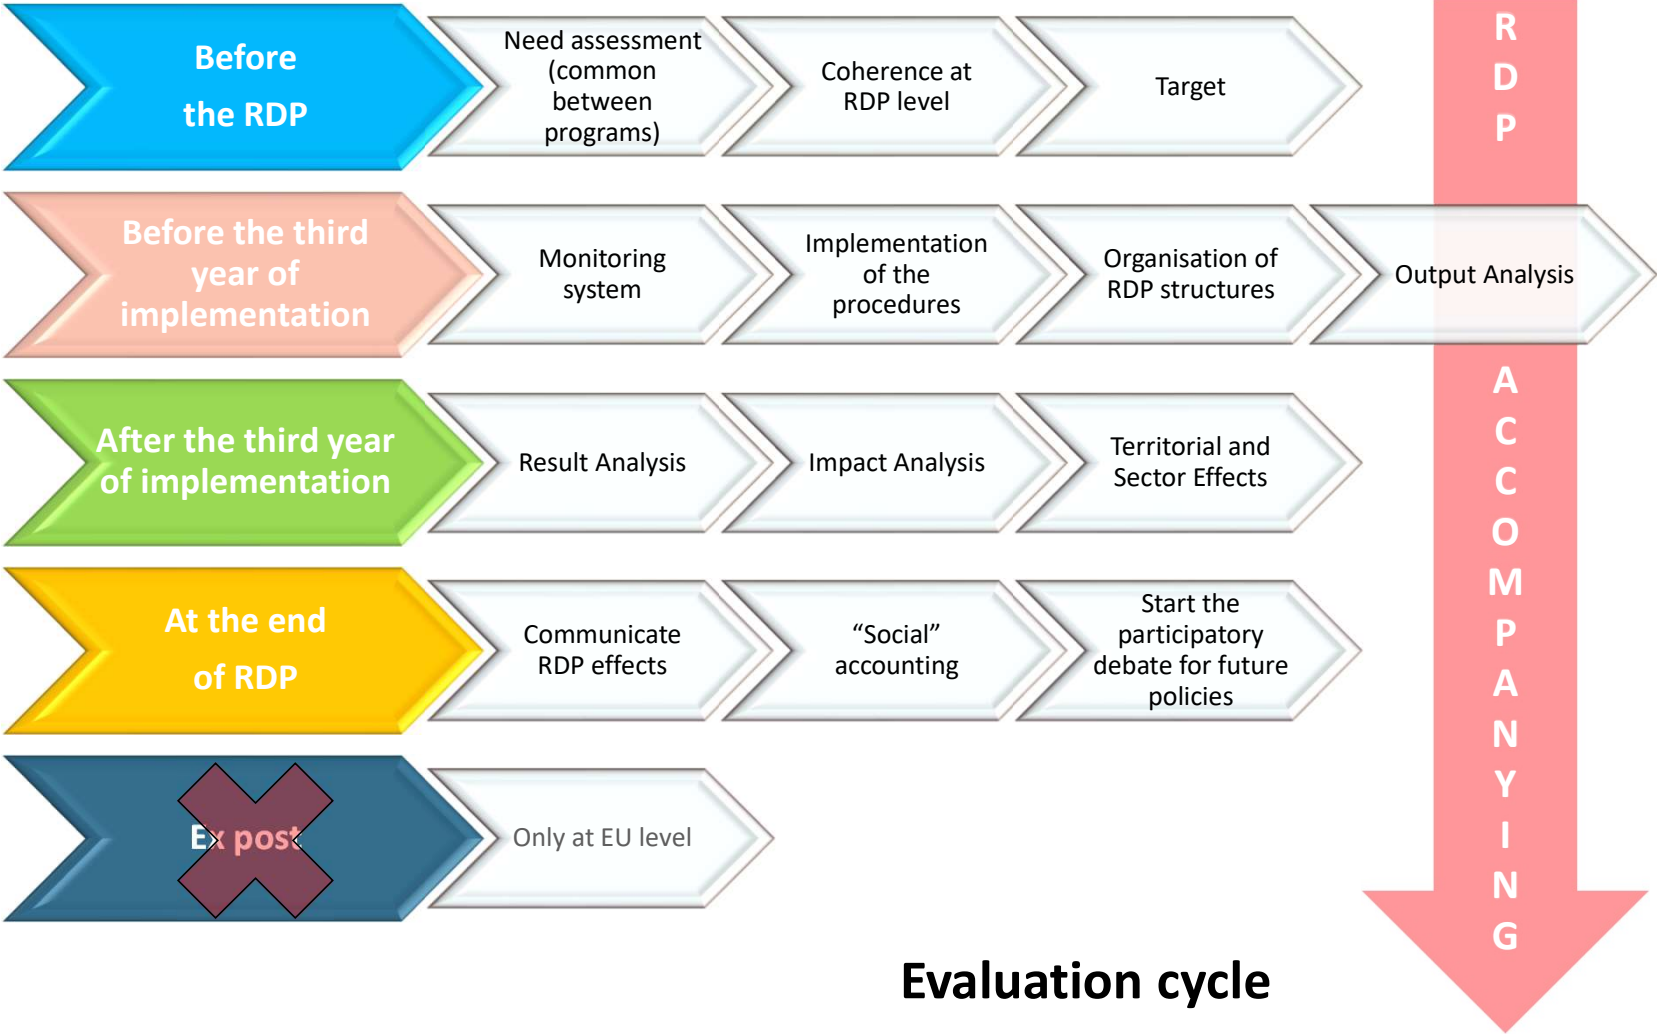 Before
the RDP
Need assessment
(common
between
programs)
Coherence at
RDP level
Target
Before the third
year of
implementation
Monitoring
system
Implementation
of the
procedures
Organisation of
RDP structures
Output Analysis
After the third year
of implementation
Result Analysis
Impact Analysis
Territorial and
Sector Effects
At the end
of RDP
Communicate
RDP effects
“Social”
accounting
Start the
participatory
debate for future
policies
Ex post
Only at EU level
R
D
P
A
C
C
O
M
P
A
N
Y
I
N
G
Evaluation cycle